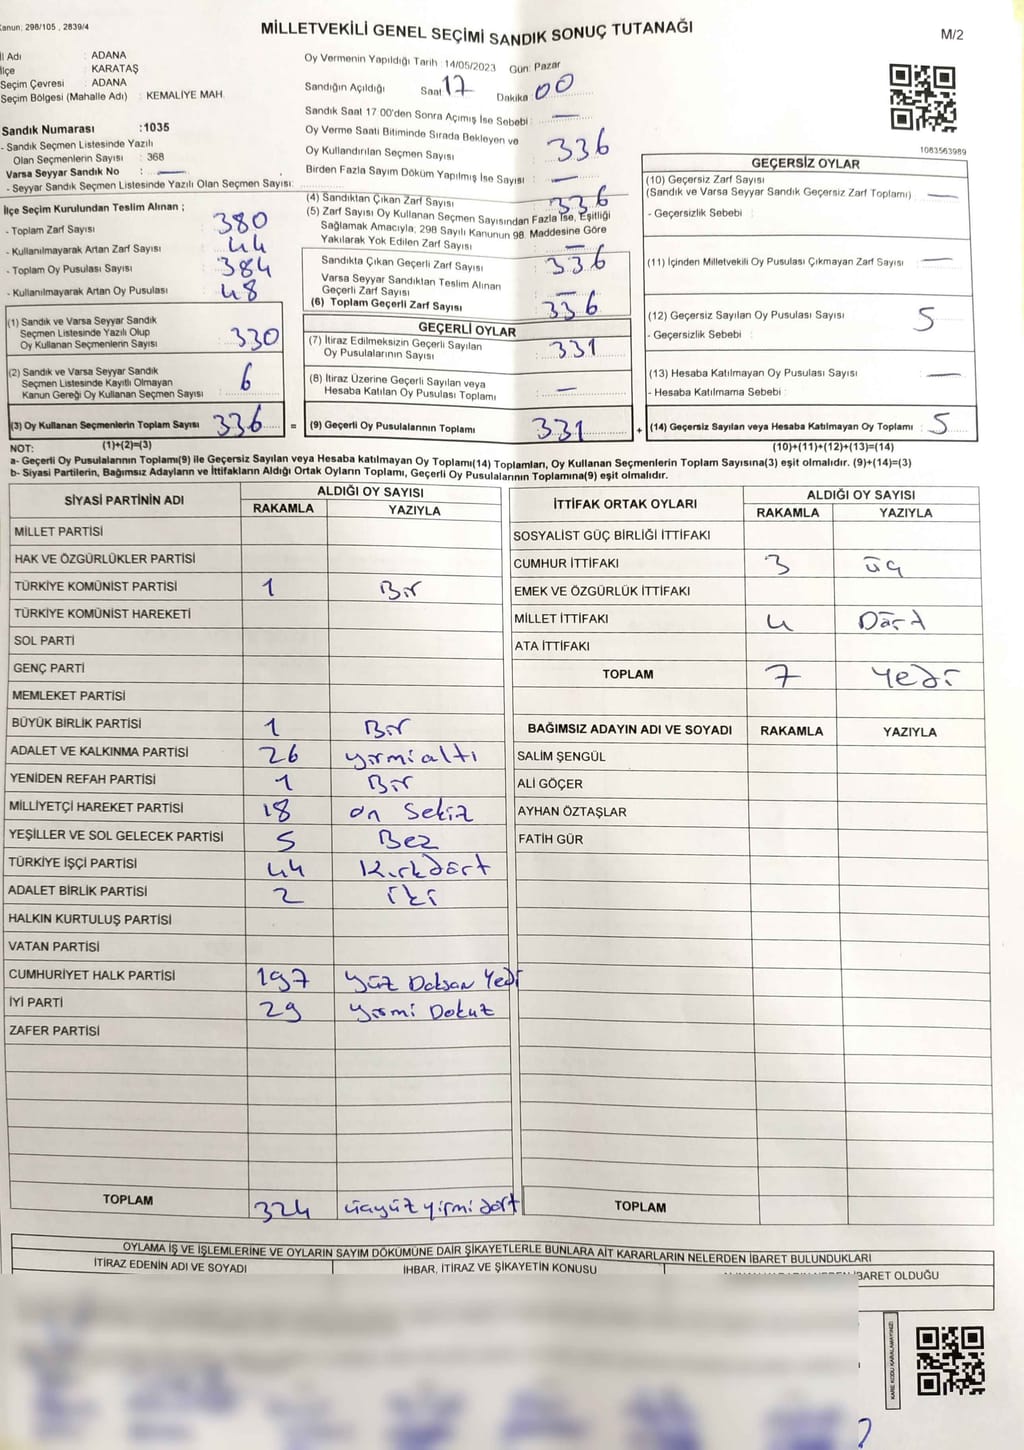 Kanun: 298/105 , 2839/4
MİLLETVEKİLİ GENEL SEÇİMİ SANDIK SONUÇ TUTANAĞI
M/2
İl Adı : ADANA
İlçe : KARATAŞ
Seçim Çevresi : ADANA
Seçim Bölgesi (Mahalle Adı) : KEMALİYE MAH.
Sandık Numarası :1035
- Sandık Seçmen Listesinde Yazılı
Olan Seçmenlerin Sayısı : 368
Varsa Seyyar Sandık No : —
- Seyyar Sandık Seçmen Listesinde Yazılı Olan Seçmen Sayısı:
İlçe Seçim Kurulundan Teslim Alınan ;
- Toplam Zarf Sayısı : 380
- Kullanılmayarak Artan Zarf Sayısı : 44
- Toplam Oy Pusulası Sayısı : 384
- Kullanılmayarak Artan Oy Pusulası : 48
(1) Sandık ve Varsa Seyyar Sandık
Seçmen Listesinde Yazılı Olup
Oy Kullanan Seçmenlerin Sayısı : 330
(2) Sandık ve Varsa Seyyar Sandık
Seçmen Listesinde Kayıtlı Olmayan
Kanun Gereği Oy Kullanan Seçmen Sayısı : 6
(3) Oy Kullanan Seçmenlerin Toplam Sayısı : 336 =
Oy Vermenin Yapıldığı Tarih :14/05/2023 Gün: Pazar
Sandığın Açıldığı Saat 17 Dakika 00
Sandık Saat 17.00'den Sonra Açımış İse Sebebi : —
Oy Verme Saati Bitiminde Sırada Bekleyen ve
Oy Kullandırılan Seçmen Sayısı : 336
Birden Fazla Sayım Döküm Yapılmış İse Sayısı : —
(4) Sandıktan Çıkan Zarf Sayısı : 336
(5) Zarf Sayısı Oy Kullanan Seçmen Sayısından Fazla İse, Eşitliği
Sağlamak Amacıyla, 298 Sayılı Kanunun 98. Maddesine Göre
Yakılarak Yok Edilen Zarf Sayısı : —
Sandıkta Çıkan Geçerli Zarf Sayısı : 336
Varsa Seyyar Sandıktan Teslim Alınan
Geçerli Zarf Sayısı : —
(6) Toplam Geçerli Zarf Sayısı : 336
GEÇERLİ OYLAR
(7) İtiraz Edilmeksizin Geçerli Sayılan
Oy Pusulalarının Sayısı : 331
(8) İtiraz Üzerine Geçerli Sayılan veya
Hesaba Katılan Oy Pusulası Toplamı : —
(9) Geçerli Oy Pusulalarının Toplamı : 331 +
1083563989
GEÇERSİZ OYLAR
(10) Geçersiz Zarf Sayısı
(Sandık ve Varsa Seyyar Sandık Geçersiz Zarf Toplamı) : —
- Geçersizlik Sebebi :
(11) İçinden Milletvekili Oy Pusulası Çıkmayan Zarf Sayısı : —
(12) Geçersiz Sayılan Oy Pusulası Sayısı : 5
- Geçersizlik Sebebi :
(13) Hesaba Katılmayan Oy Pusulası Sayısı : —
- Hesaba Katılmama Sebebi :
(14) Geçersiz Sayılan veya Hesaba Katılmayan Oy Toplamı : 5
NOT: (1)+(2)=(3) (10)+(11)+(12)+(13)=(14)
a- Geçerli Oy Pusulalarının Toplamı(9) ile Geçersiz Sayılan veya Hesaba katılmayan Oy Toplamı(14) Toplamları, Oy Kullanan Seçmenlerin Toplam Sayısına(3) eşit olmalıdır. (9)+(14)=(3)
b- Siyasi Partilerin, Bağımsız Adayların ve İttifakların Aldığı Ortak Oyların Toplamı, Geçerli Oy Pusulalarının Toplamına(9) eşit olmalıdır.
SİYASİ PARTİNİN ADI ALDIĞI OY SAYISI
RAKAMLA YAZIYLA
MİLLET PARTİSİ
HAK VE ÖZGÜRLÜKLER PARTİSİ
TÜRKİYE KOMÜNİST PARTİSİ 1 Bir
TÜRKİYE KOMÜNİST HAREKETİ
SOL PARTİ
GENÇ PARTİ
MEMLEKET PARTİSİ
BÜYÜK BİRLİK PARTİSİ 1 Bir
ADALET VE KALKINMA PARTİSİ 26 yirmialtı
YENİDEN REFAH PARTİSİ 1 Bir
MİLLİYETÇİ HAREKET PARTİSİ 18 on Sekiz
YEŞİLLER VE SOL GELECEK PARTİSİ 5 Beş
TÜRKİYE İŞÇİ PARTİSİ 44 Kırkdört
ADALET BİRLİK PARTİSİ 2 iki
HALKIN KURTULUŞ PARTİSİ
VATAN PARTİSİ
CUMHURİYET HALK PARTİSİ 197 yüz Doksan Yedi
İYİ PARTİ 29 yirmi Dokuz
ZAFER PARTİSİ
TOPLAM 324 üçyüz yirmi dört
İTTİFAK ORTAK OYLARI ALDIĞI OY SAYISI
RAKAMLA YAZIYLA
SOSYALİST GÜÇ BİRLİĞİ İTTİFAKI
CUMHUR İTTİFAKI 3 üç
EMEK VE ÖZGÜRLÜK İTTİFAKI
MİLLET İTTİFAKI 4 Dört
ATA İTTİFAKI
TOPLAM 7 Yedi
BAĞIMSIZ ADAYIN ADI VE SOYADI RAKAMLA YAZIYLA
SALİM ŞENGÜL
ALİ GÖÇER
AYHAN ÖZTAŞLAR
FATİH GÜR
TOPLAM
OYLAMA İŞ VE İŞLEMLERİNE VE OYLARIN SAYIM DÖKÜMÜNE DAİR ŞİKAYETLERLE BUNLARA AİT KARARLARIN NELERDEN İBARET BULUNDUKLARI
İTİRAZ EDENİN ADI VE SOYADI İHBAR, İTİRAZ VE ŞİKAYETİN KONUSU İBARET OLDUĞU
KARE KODU KARALAMAYINIZ!